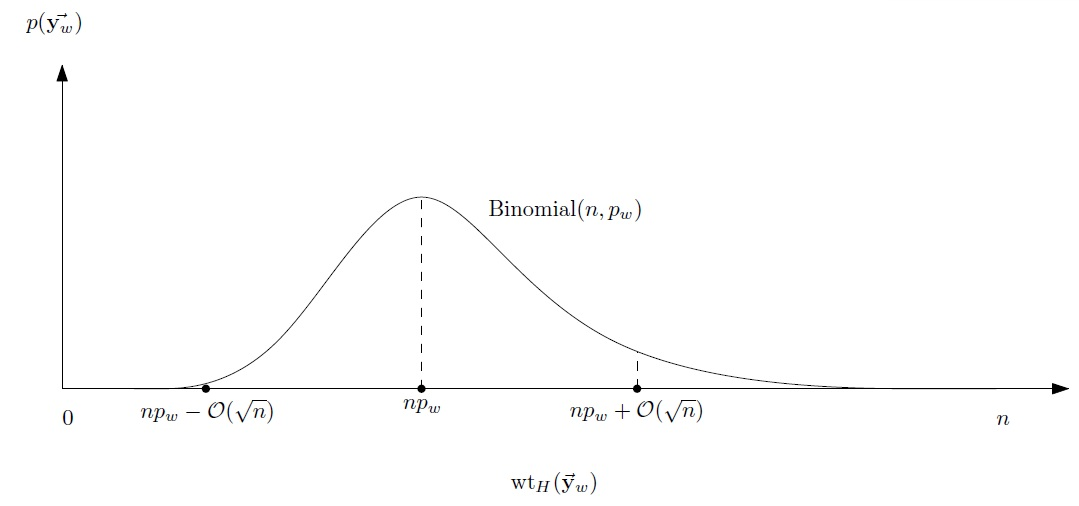 p(y⃗_w)
Binomial(n, p_w)
np_w − 𝒪(√n)
np_w
np_w + 𝒪(√n)
0
n
wt_H(y⃗_w)